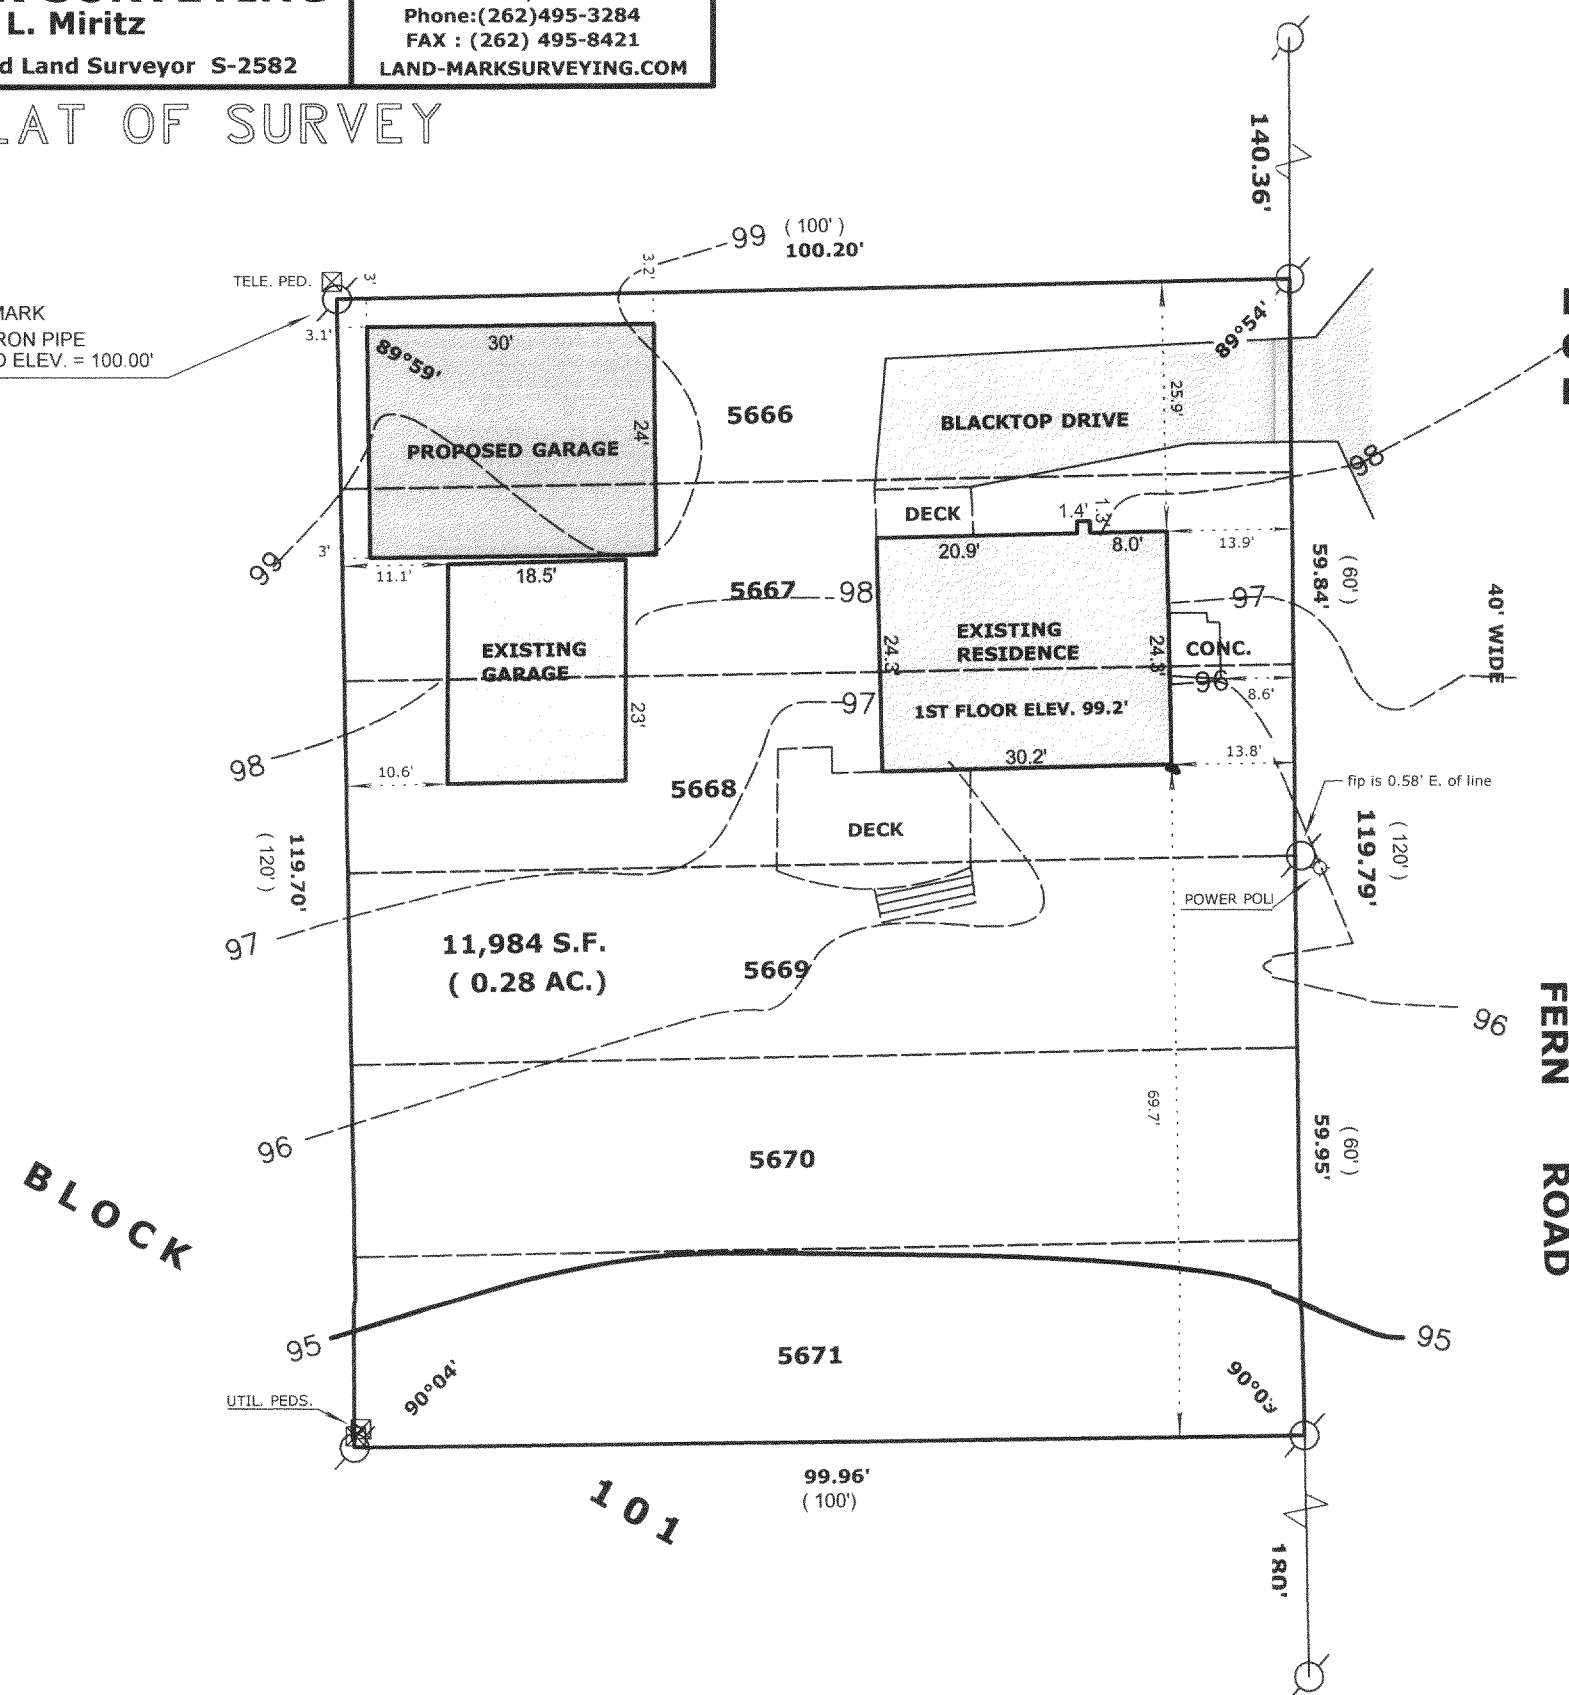 L. Miritz
d Land Surveyor S-2582
Phone:(262)495-3284
FAX : (262) 495-8421
LAND-MARKSURVEYING.COM
LAT OF SURVEY
140.36'
99
( 100' )
100.20'
3.2'
TELE. PED.
3'
MARK
RON PIPE
ELEV. = 100.00'
3.1'
30'
89°59'
89°54'
5666
25.9'
BLACKTOP DRIVE
24'
PROPOSED GARAGE
98
DECK
1.4'
1.3'
20.9'
8.0'
13.9'
3'
99
11.1'
18.5'
5667
98
97
59.84'
( 60' )
40' WIDE
EXISTING
GARAGE
EXISTING
RESIDENCE
24.3'
24.3'
CONC.
96
8.6'
23'
97
1ST FLOOR ELEV. 99.2'
98
10.6'
30.2'
13.8'
5668
fip is 0.58' E. of line
DECK
119.70'
( 120' )
119.79'
( 120' )
POWER POL
97
11,984 S.F.
( 0.28 AC.)
5669
96
FERN ROAD
69.7'
59.95'
( 60' )
96
5670
BLOCK
95
95
5671
90°04'
UTIL. PEDS.
99.96'
( 100')
101
180'